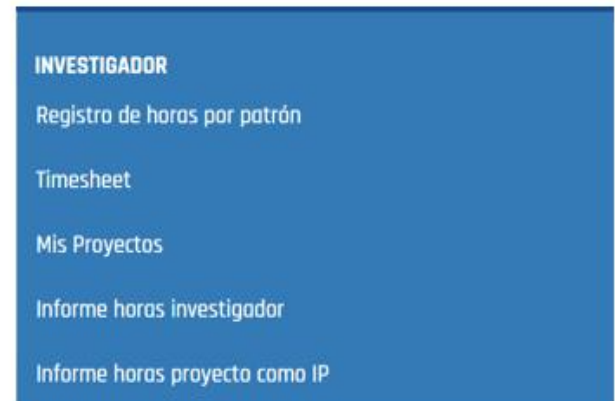 INVESTIGADOR
Registro de horas por patrón
Timesheet
Mis Proyectos
Informe horas investigador
Informe horas proyecto como IP